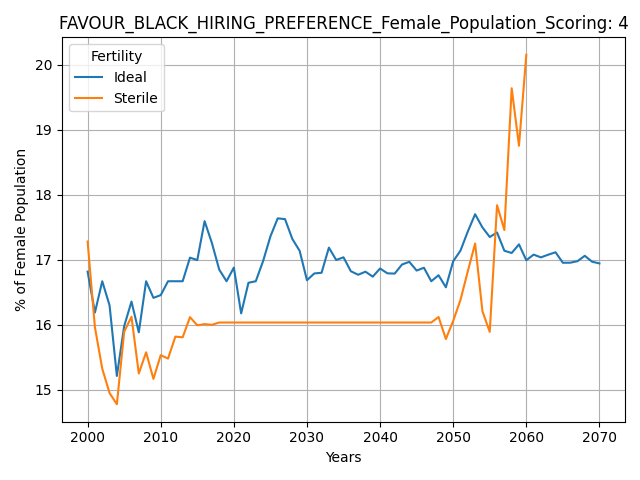 FAVOUR_BLACK_HIRING_PREFERENCE_Female_Population_Scoring: 4
Fertility
Ideal
Sterile
% of Female Population
20
19
18
17
16
15
2000 2010 2020 2030 2040 2050 2060 2070
Years